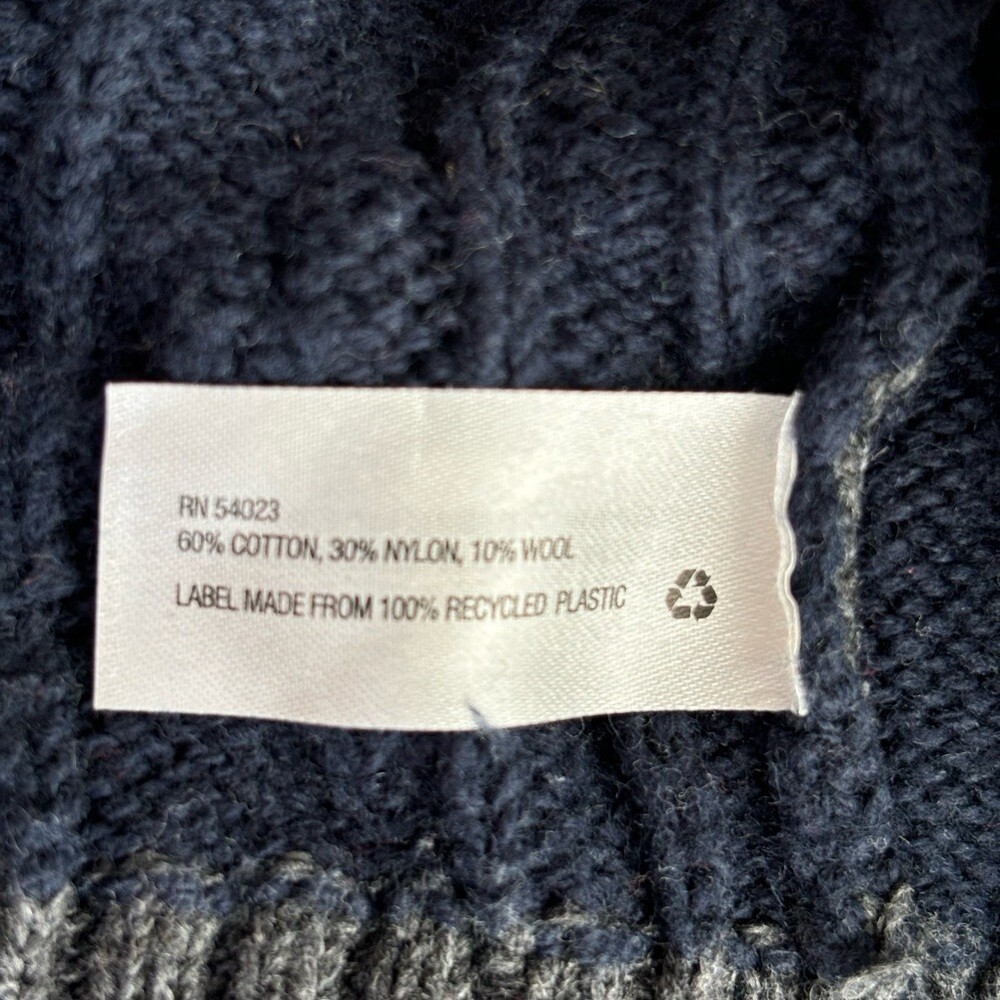 RN 54023
60% COTTON, 30% NYLON, 10% WOOL
LABEL MADE FROM 100% RECYCLED PLASTIC